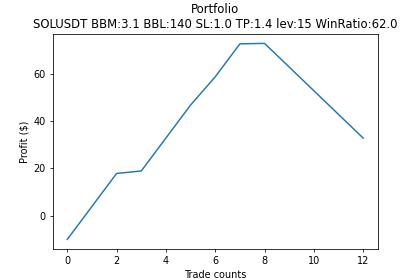 Portfolio
SOLUSDT BBM:3.1 BBL:140 SL:1.0 TP:1.4 lev:15 WinRatio:62.0
60
40
20
0
Profit ($)
0 2 4 6 8 10 12
Trade counts